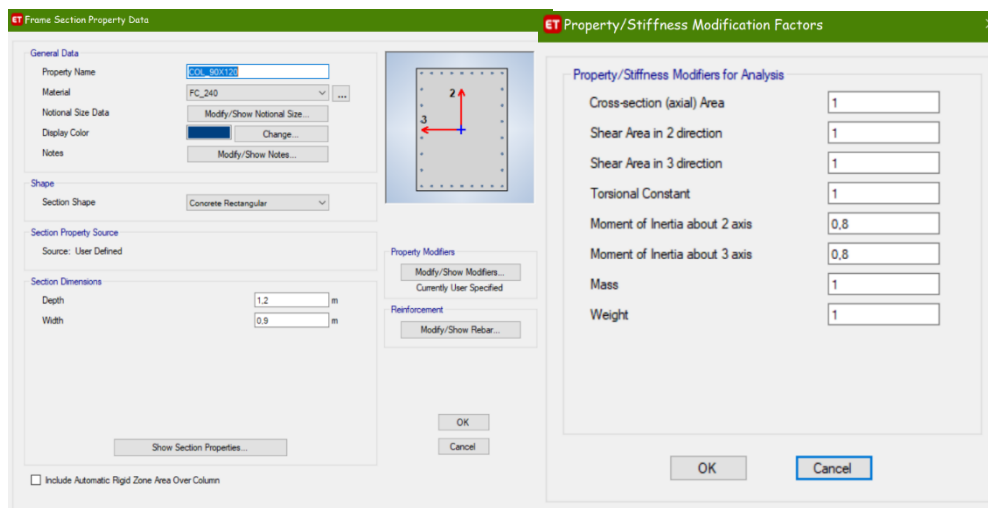 ET Frame Section Property Data
General Data
Property Name COL_90X120
Material FC_240 ...
Notional Size Data Modify/Show Notional Size...
Display Color Change...
Notes Modify/Show Notes...
Shape
Section Shape Concrete Rectangular
Section Property Source
Source: User Defined
Section Dimensions
Depth 1,2 m
Width 0,9 m
Show Section Properties...
Include Automatic Rigid Zone Area Over Column
2
3
Property Modifiers
Modify/Show Modifiers...
Currently User Specified
Reinforcement
Modify/Show Rebar...
OK
Cancel
ET Property/Stiffness Modification Factors
Property/Stiffness Modifiers for Analysis
Cross-section (axial) Area 1
Shear Area in 2 direction 1
Shear Area in 3 direction 1
Torsional Constant 1
Moment of Inertia about 2 axis 0,8
Moment of Inertia about 3 axis 0,8
Mass 1
Weight 1
OK Cancel